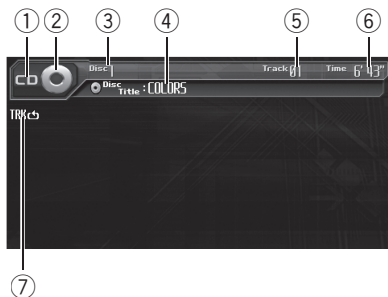 ① ② ③ ④ ⑤ ⑥
CD Disc 1 Track 01 Time 6'43"
Disc Title : COLORS
TRK
⑦